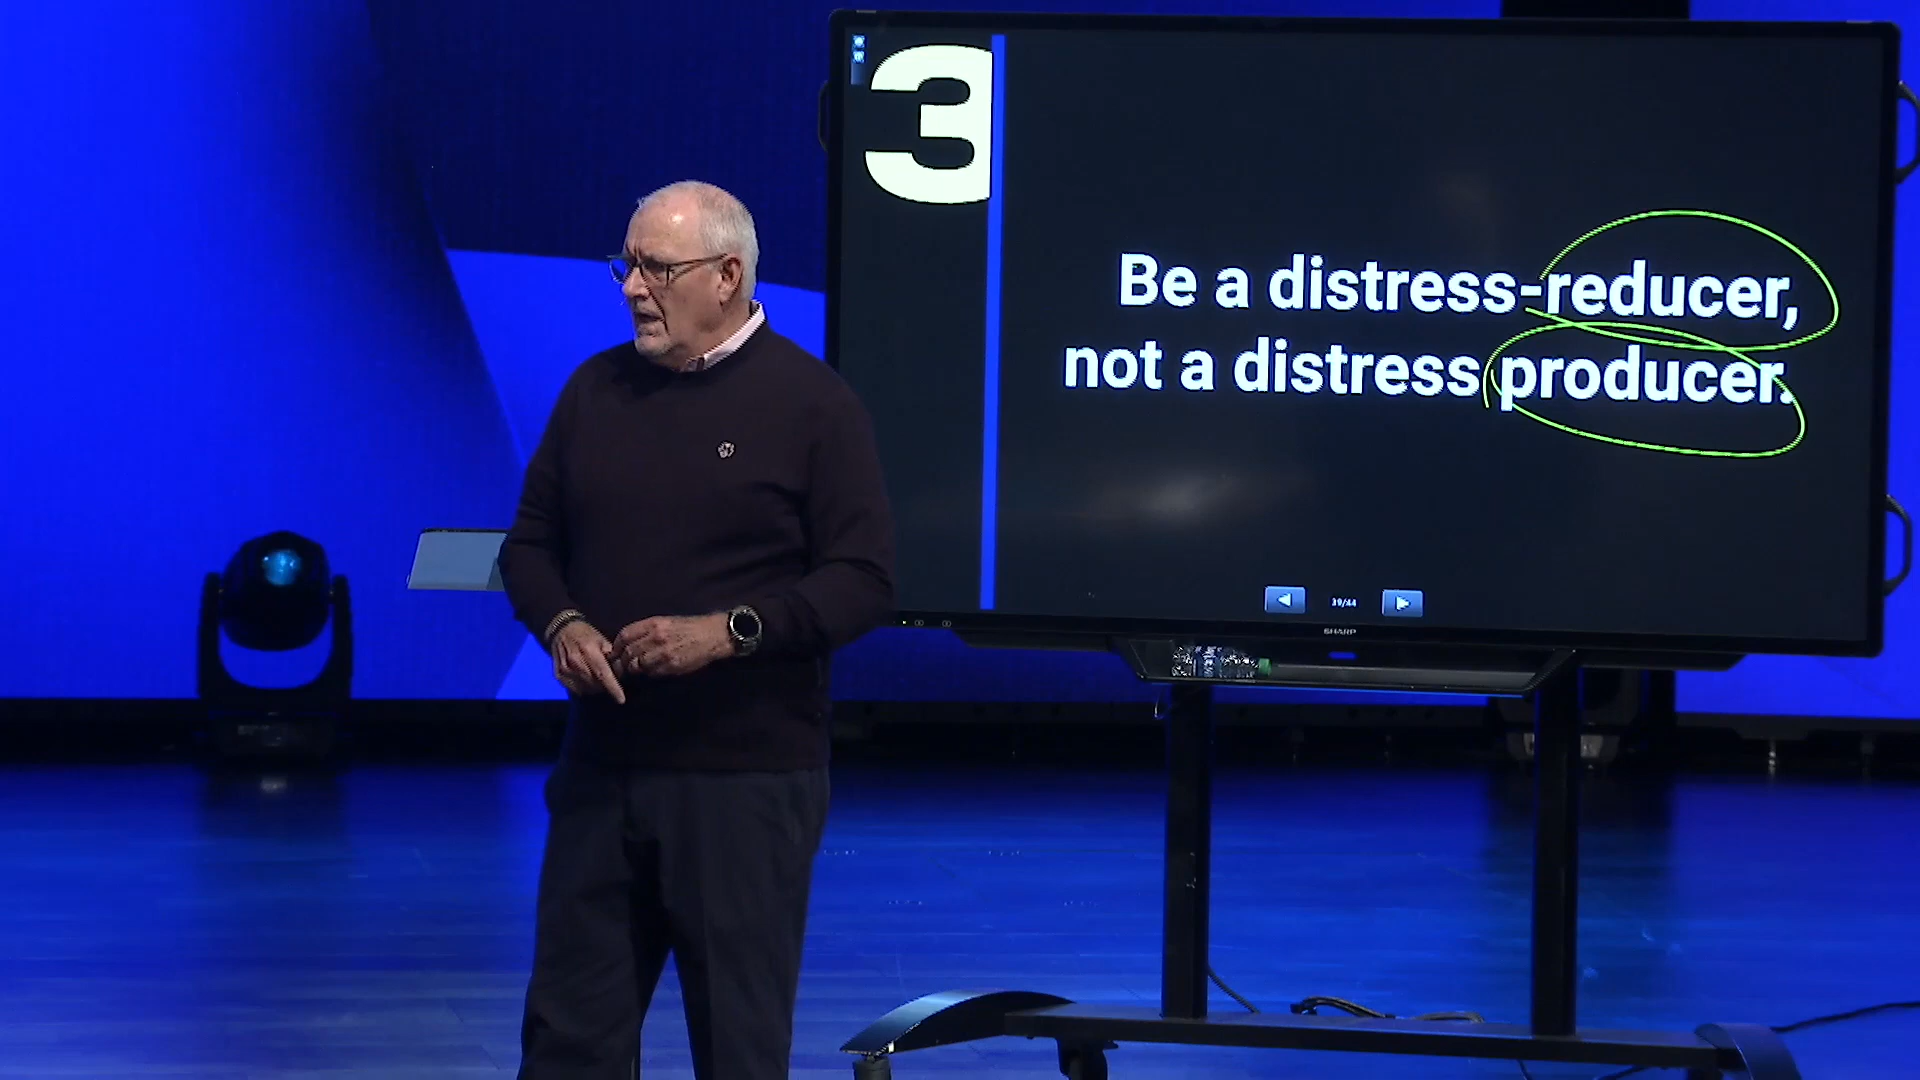 3
Be a distress-reducer,
not a distress producer.
39/44
SHARP